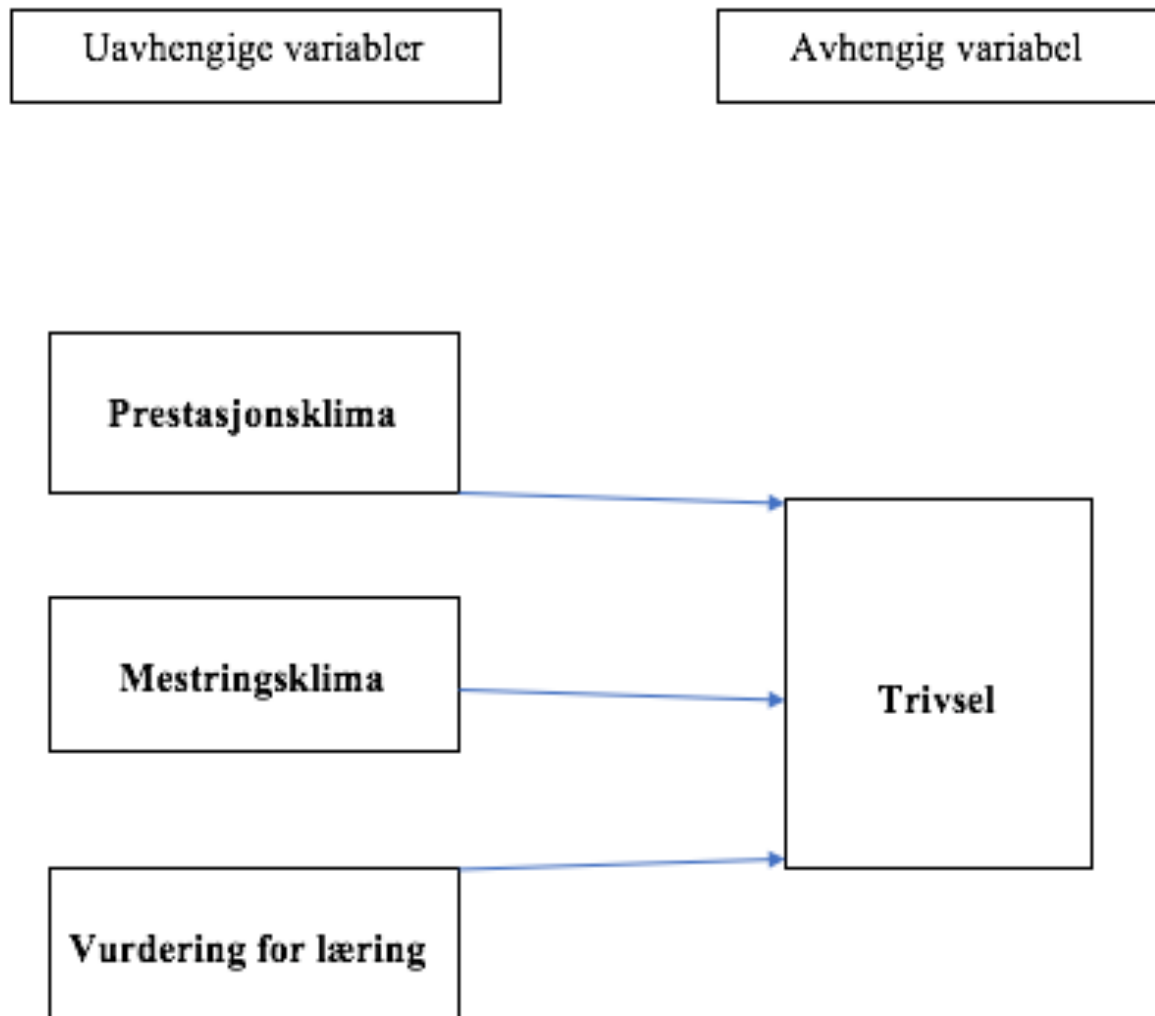 Uavhengige variabler
Avhengig variabel
Prestasjonsklima
Mestringsklima
Trivsel
Vurdering for læring